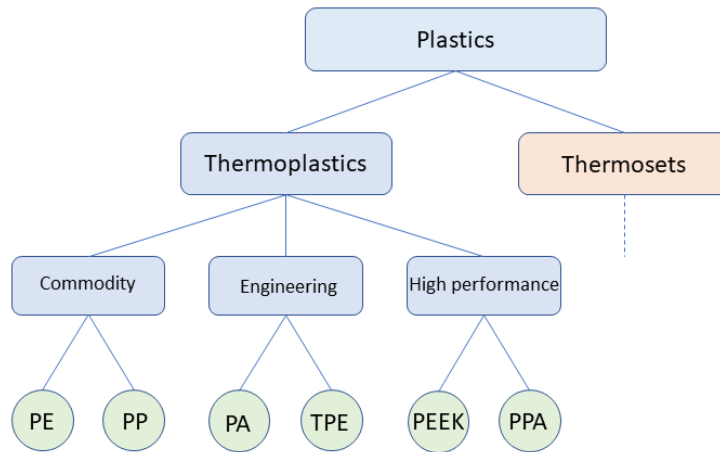 Plastics
Thermoplastics
Thermosets
Commodity
Engineering
High performance
PE
PP
PA
TPE
PEEK
PPA